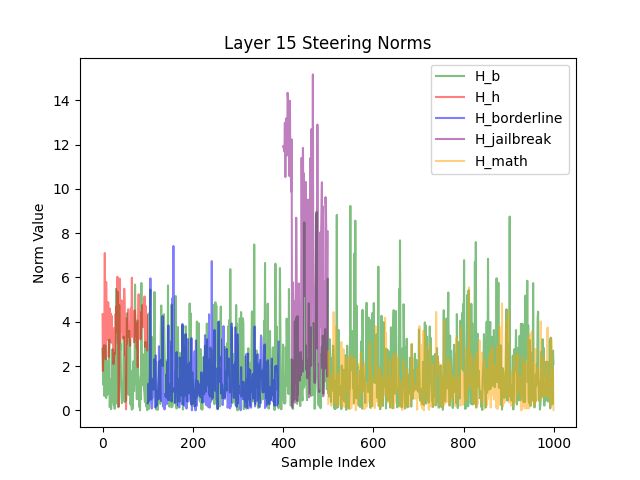 Layer 15 Steering Norms
H_b
H_h
H_borderline
H_jailbreak
H_math
Norm Value
14
12
10
8
6
4
2
0
0
200
400
600
800
1000
Sample Index